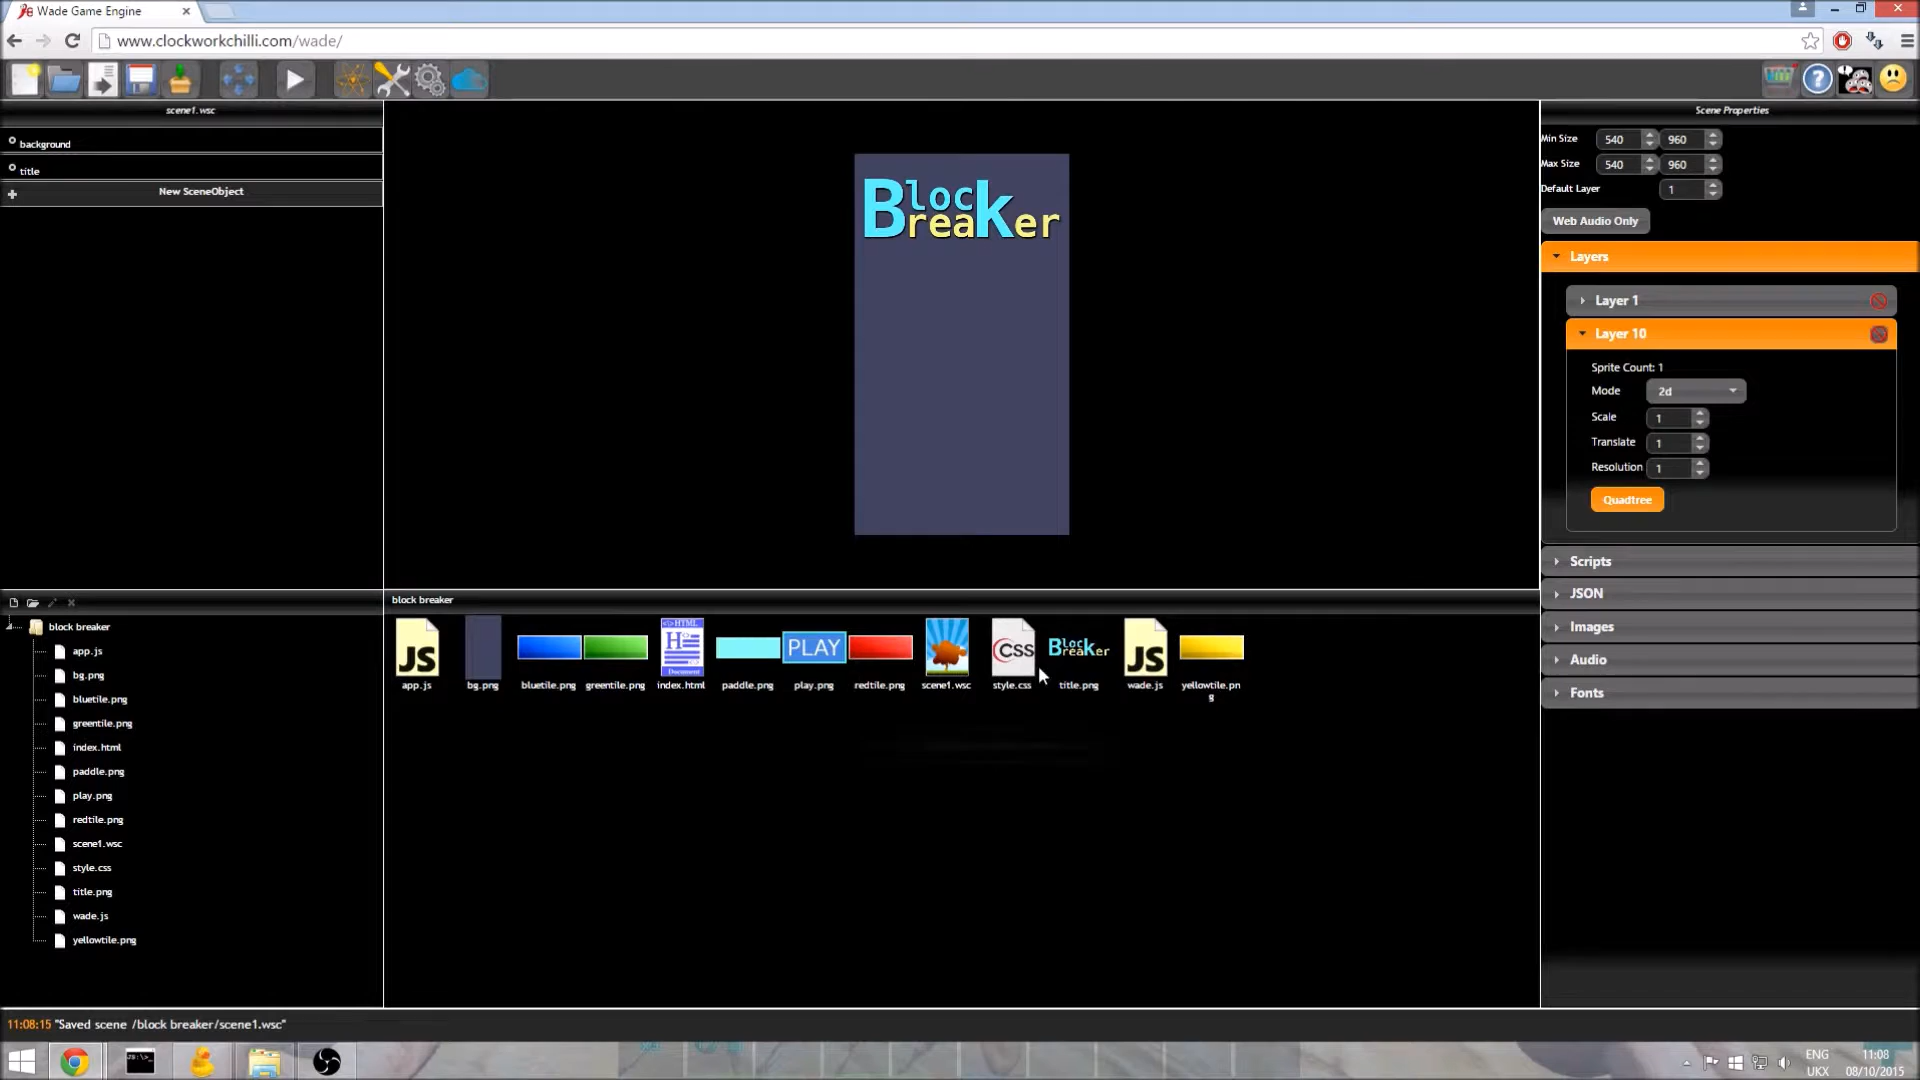 Wade Game Engine
www.clockworkchilli.com/wade/
scene1.wsc
background
title
New SceneObject
Block
Breaker
Scene Properties
Min Size 540 960
Max Size 540 960
Default Layer 1
Web Audio Only
Layers
Layer 1
Layer 10
Sprite Count: 1
Mode 2d
Scale 1
Translate 1
Resolution 1
Quadtree
Scripts
JSON
Images
Audio
Fonts
block breaker
app.js
bg.png
bluetile.png
greentile.png
index.html
paddle.png
play.png
redtile.png
scene1.wsc
style.css
title.png
wade.js
yellowtile.png
block breaker
JS
<\>HTML
H
Document
PLAY
CSS
Block
Breaker
JS
app.js bg.png bluetile.png greentile.png index.html paddle.png play.png redtile.png scene1.wsc style.css title.png wade.js yellowtile.pn
g
11:08:15 "Saved scene /block breaker/scene1.wsc"
ENG
UKX
11:08
08/10/2015